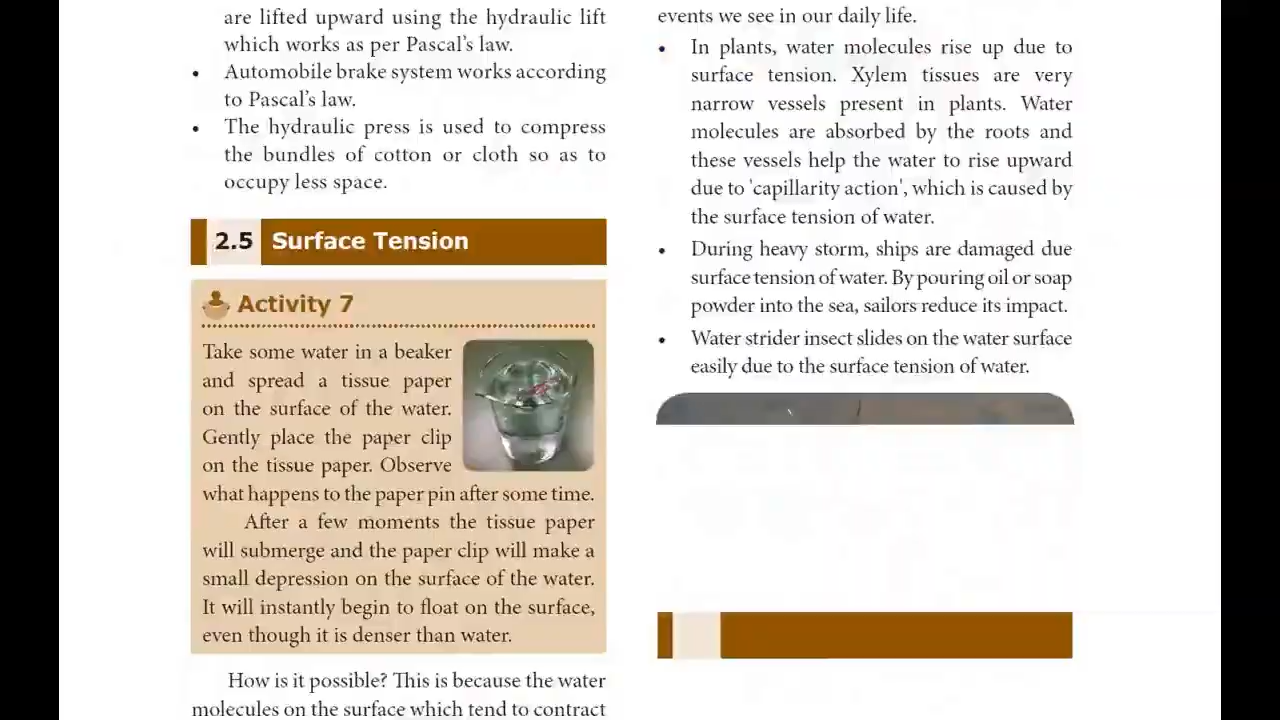 are lifted upward using the hydraulic lift
which works as per Pascal's law.
• Automobile brake system works according
to Pascal's law.
• The hydraulic press is used to compress
the bundles of cotton or cloth so as to
occupy less space.
2.5 Surface Tension
Activity 7
Take some water in a beaker
and spread a tissue paper
on the surface of the water.
Gently place the paper clip
on the tissue paper. Observe
what happens to the paper pin after some time.
After a few moments the tissue paper
will submerge and the paper clip will make a
small depression on the surface of the water.
It will instantly begin to float on the surface,
even though it is denser than water.
How is it possible? This is because the water
molecules on the surface which tend to contract
events we see in our daily life.
• In plants, water molecules rise up due to
surface tension. Xylem tissues are very
narrow vessels present in plants. Water
molecules are absorbed by the roots and
these vessels help the water to rise upward
due to 'capillarity action', which is caused by
the surface tension of water.
• During heavy storm, ships are damaged due
surface tension of water. By pouring oil or soap
powder into the sea, sailors reduce its impact.
• Water strider insect slides on the water surface
easily due to the surface tension of water.